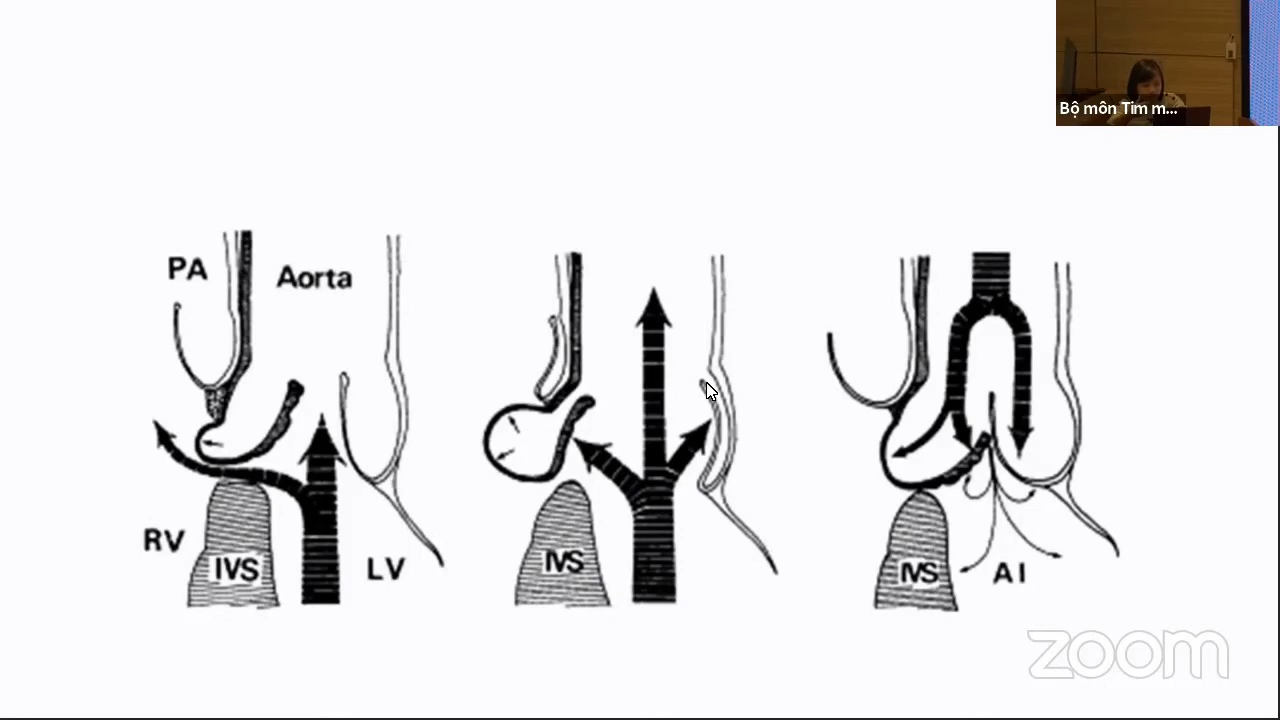 Bộ môn Tim m...
PA
Aorta
RV
IVS
LV
IVS
IVS
AI
zoom